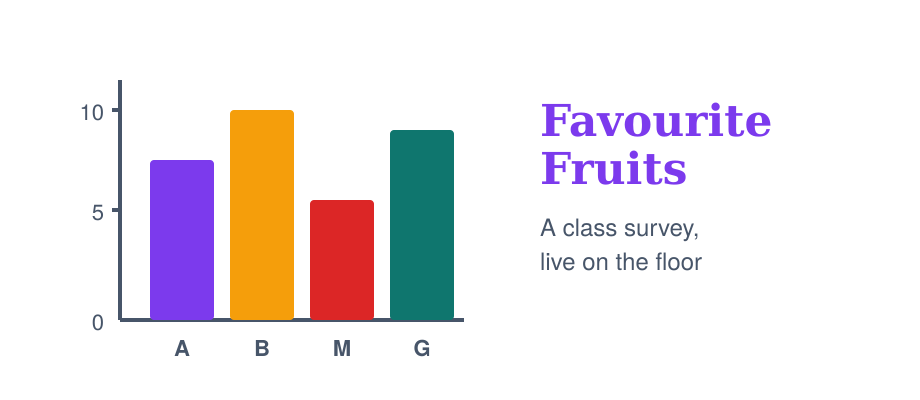 10
5
0
A B M G
Favourite
Fruits
A class survey,
live on the floor